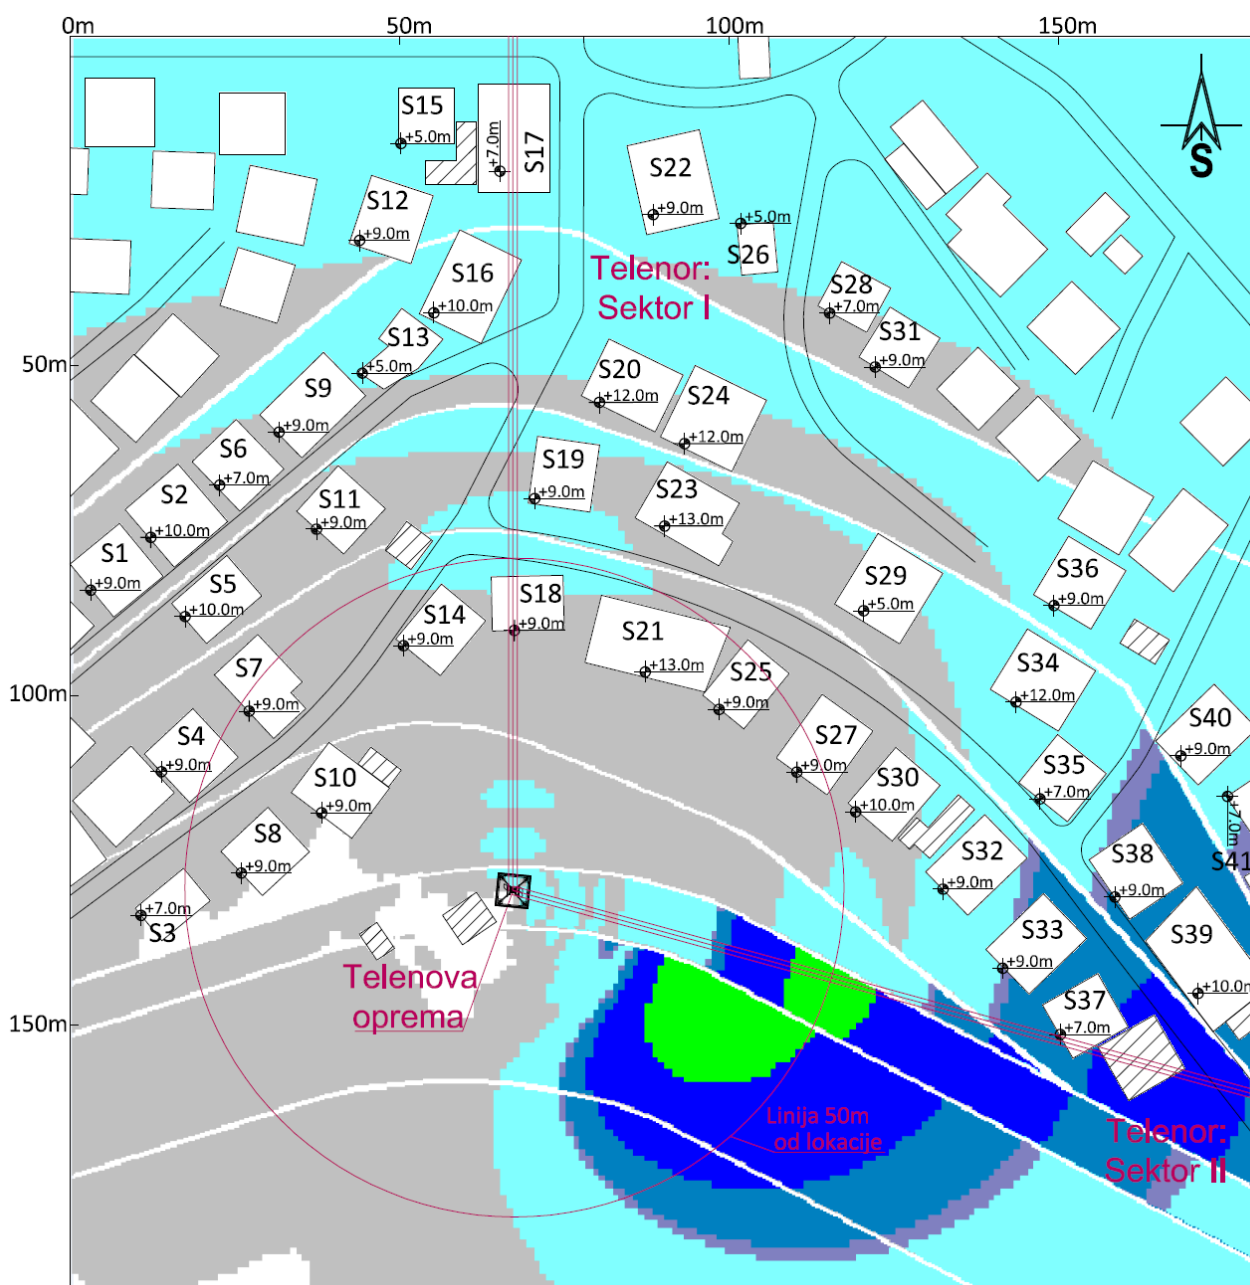 0m
50m
100m
150m
S15
+5.0m
+7.0m
S17
S22
+9.0m
S12
+9.0m
+5.0m
S26
S
S16
+10.0m
Telenor:
Sektor I
S28
+7.0m
S13
+5.0m
S31
+9.0m
50m
S20
+12.0m
S24
+12.0m
S9
+9.0m
S6
+7.0m
S19
+9.0m
S23
+13.0m
S2
+10.0m
S11
+9.0m
S1
+9.0m
S5
+10.0m
S29
+5.0m
S36
+9.0m
S14
+9.0m
S18
+9.0m
S21
+13.0m
S25
+9.0m
S7
+9.0m
S34
+12.0m
100m
S4
+9.0m
S10
+9.0m
S27
+9.0m
S30
+10.0m
S35
+7.0m
S40
+9.0m
+7.0m
S41
S8
+9.0m
S32
+9.0m
S38
+9.0m
+7.0m
S3
S33
+9.0m
S39
+10.0m
Telenova
oprema
S37
+7.0m
150m
Linija 50m
od lokacije
Telenor:
Sektor II